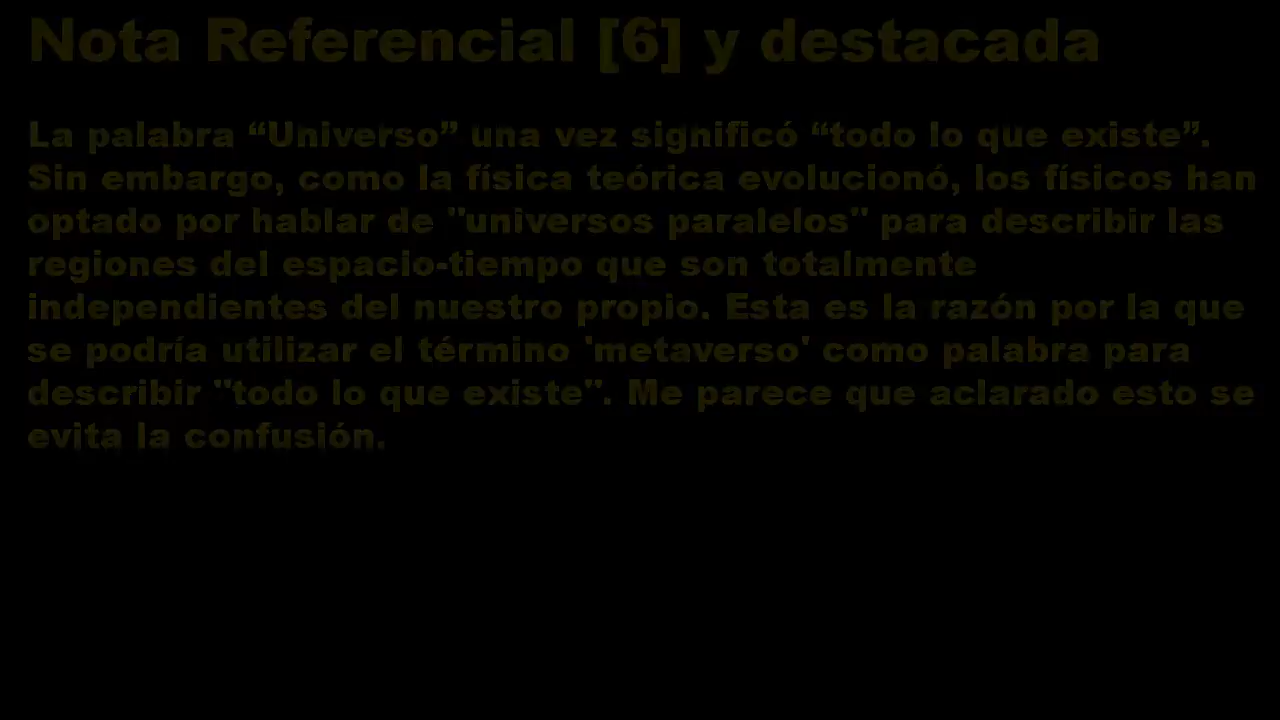 Nota Referencial [6] y destacada
La palabra “Universo” una vez significó “todo lo que existe”.
Sin embargo, como la física teórica evolucionó, los físicos han
optado por hablar de "universos paralelos" para describir las
regiones del espacio-tiempo que son totalmente
independientes del nuestro propio. Esta es la razón por la que
se podría utilizar el término 'metaverso' como palabra para
describir "todo lo que existe". Me parece que aclarado esto se
evita la confusión.